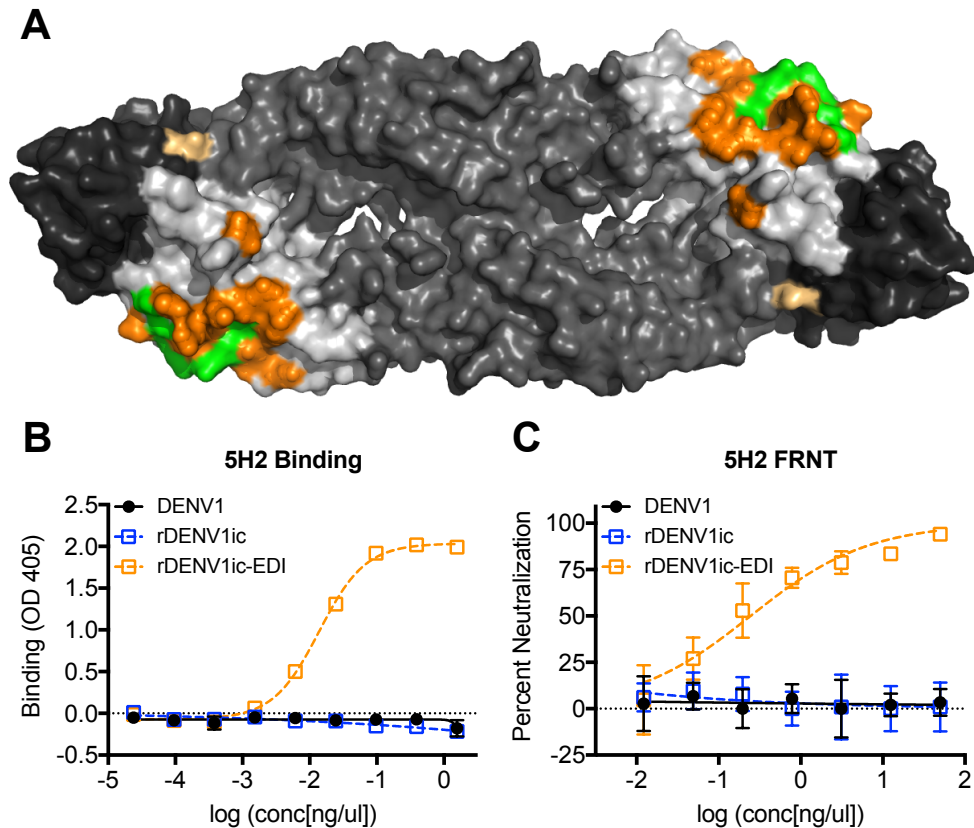 A
B
5H2 Binding
DENV1
rDENV1ic
rDENV1ic-EDI
2.5
2.0
1.5
1.0
0.5
0.0
-0.5
Binding (OD 405)
-5 -4 -3 -2 -1 0 1
log (conc[ng/ul])
C
5H2 FRNT
DENV1
rDENV1ic
rDENV1ic-EDI
100
75
50
25
0
-25
Percent Neutralization
-2 -1 0 1 2
log (conc[ng/ul])